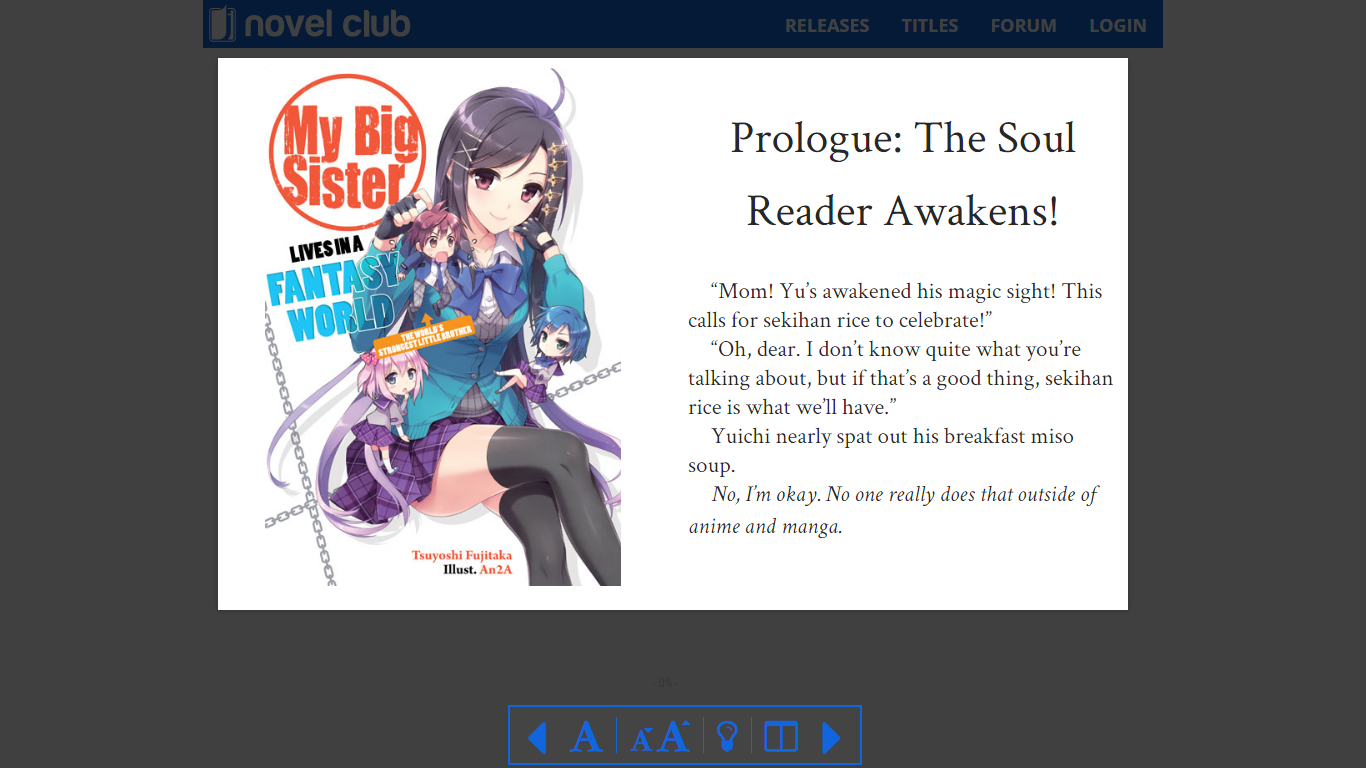 novel club
RELEASES TITLES FORUM LOGIN
My Big
Sister
LIVES IN A
FANTASY
WORLD
THE WORLD'S
STRONGEST LITTLE BROTHER
Tsuyoshi Fujitaka
Illust. An2A
Prologue: The Soul
Reader Awakens!
“Mom! Yu’s awakened his magic sight! This
calls for sekihan rice to celebrate!”
“Oh, dear. I don’t know quite what you’re
talking about, but if that’s a good thing, sekihan
rice is what we’ll have.”
Yuichi nearly spat out his breakfast miso
soup.
No, I’m okay. No one really does that outside of
anime and manga.
- 0% -
A A A